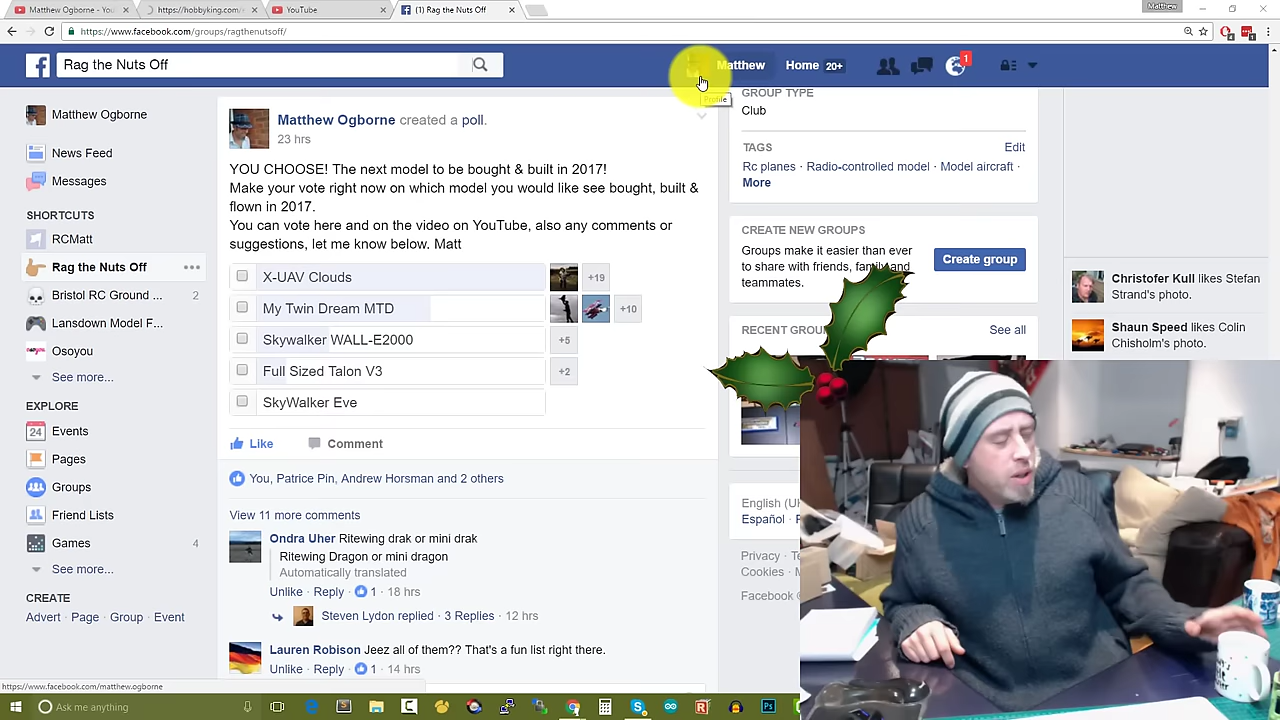 Matthew Ogborne - Yo
https://hobbyking.com/e
YouTube
(1) Rag the Nuts Off
Matthew
https://www.facebook.com/groups/ragthenutsoff/
Rag the Nuts Off
Matthew
Home 20+
1
Profile
Matthew Ogborne
News Feed
Messages
SHORTCUTS
RCMatt
Rag the Nuts Off
Bristol RC Ground ... 2
Lansdown Model F...
Osoyou
See more...
EXPLORE
24 Events
Pages
Groups
Friend Lists
Games 4
See more...
CREATE
Advert · Page · Group · Event
Matthew Ogborne created a poll.
23 hrs
YOU CHOOSE! The next model to be bought & built in 2017!
Make your vote right now on which model you would like see bought, built &
flown in 2017.
You can vote here and on the video on YouTube, also any comments or
suggestions, let me know below. Matt
X-UAV Clouds +19
My Twin Dream MTD +10
Skywalker WALL-E2000 +5
Full Sized Talon V3 +2
SkyWalker Eve
Like Comment
You, Patrice Pin, Andrew Horsman and 2 others
View 11 more comments
Ondra Uher Ritewing drak or mini drak
Ritewing Dragon or mini dragon
Automatically translated
Unlike · Reply · 1 · 18 hrs
Steven Lydon replied · 3 Replies · 12 hrs
Lauren Robison Jeez all of them?? That's a fun list right there.
Unlike · Reply · 1 · 14 hrs
GROUP TYPE
Club
TAGS Edit
Rc planes · Radio-controlled model · Model aircraft ·
More
CREATE NEW GROUPS
Groups make it easier than ever
to share with friends, family and
teammates.
Create group
RECENT GROU
See all
English (U
Español ·
Privacy · Te
Cookies ·
Facebook ©
Christofer Kull likes Stefan
Strand's photo.
Shaun Speed likes Colin
Chisholm's photo.
https://www.facebook.com/matthew.ogborne
Ask me anything